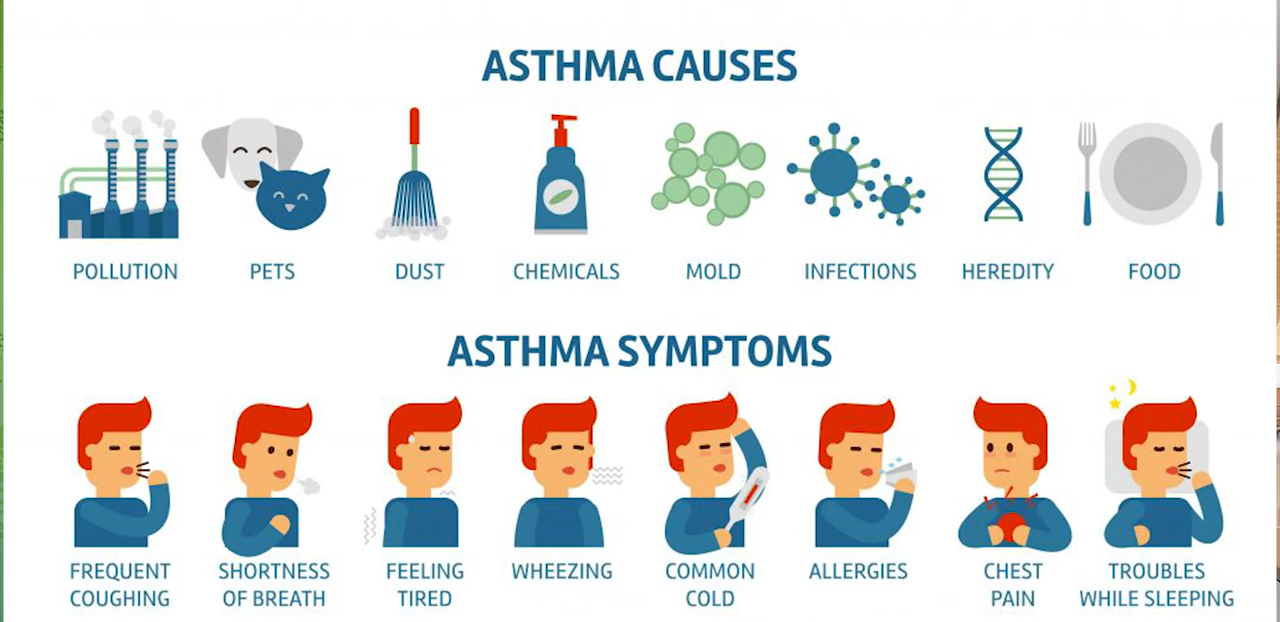 ASTHMA CAUSES
POLLUTION
PETS
DUST
CHEMICALS
MOLD
INFECTIONS
HEREDITY
FOOD
ASTHMA SYMPTOMS
FREQUENT
COUGHING
SHORTNESS
OF BREATH
FEELING
TIRED
WHEEZING
COMMON
COLD
ALLERGIES
CHEST
PAIN
TROUBLES
WHILE SLEEPING